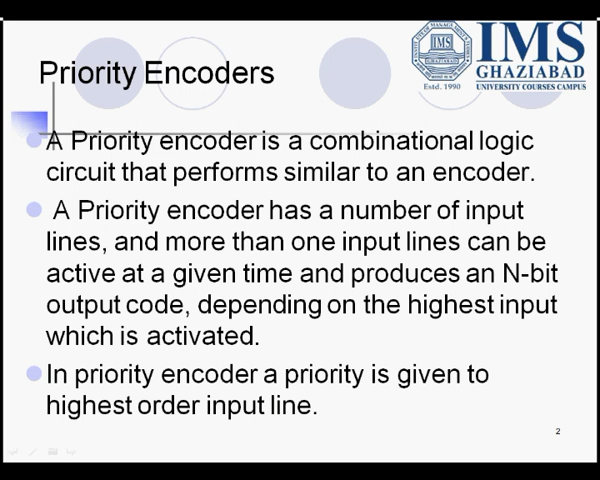 IMS
GHAZIABAD
Estd. 1990
UNIVERSITY COURSES CAMPUS
Priority Encoders
A Priority encoder is a combinational logic
circuit that performs similar to an encoder.
A Priority encoder has a number of input
lines, and more than one input lines can be
active at a given time and produces an N-bit
output code, depending on the highest input
which is activated.
In priority encoder a priority is given to
highest order input line.
2